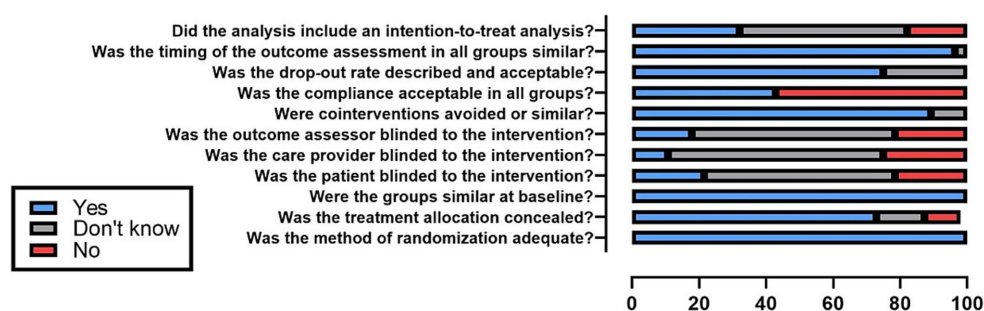 Did the analysis include an intention-to-treat analysis?
Was the timing of the outcome assessment in all groups similar?
Was the drop-out rate described and acceptable?
Was the compliance acceptable in all groups?
Were cointerventions avoided or similar?
Was the outcome assessor blinded to the intervention?
Was the care provider blinded to the intervention?
Was the patient blinded to the intervention?
Were the groups similar at baseline?
Was the treatment allocation concealed?
Was the method of randomization adequate?
Yes
Don't know
No
0 20 40 60 80 100